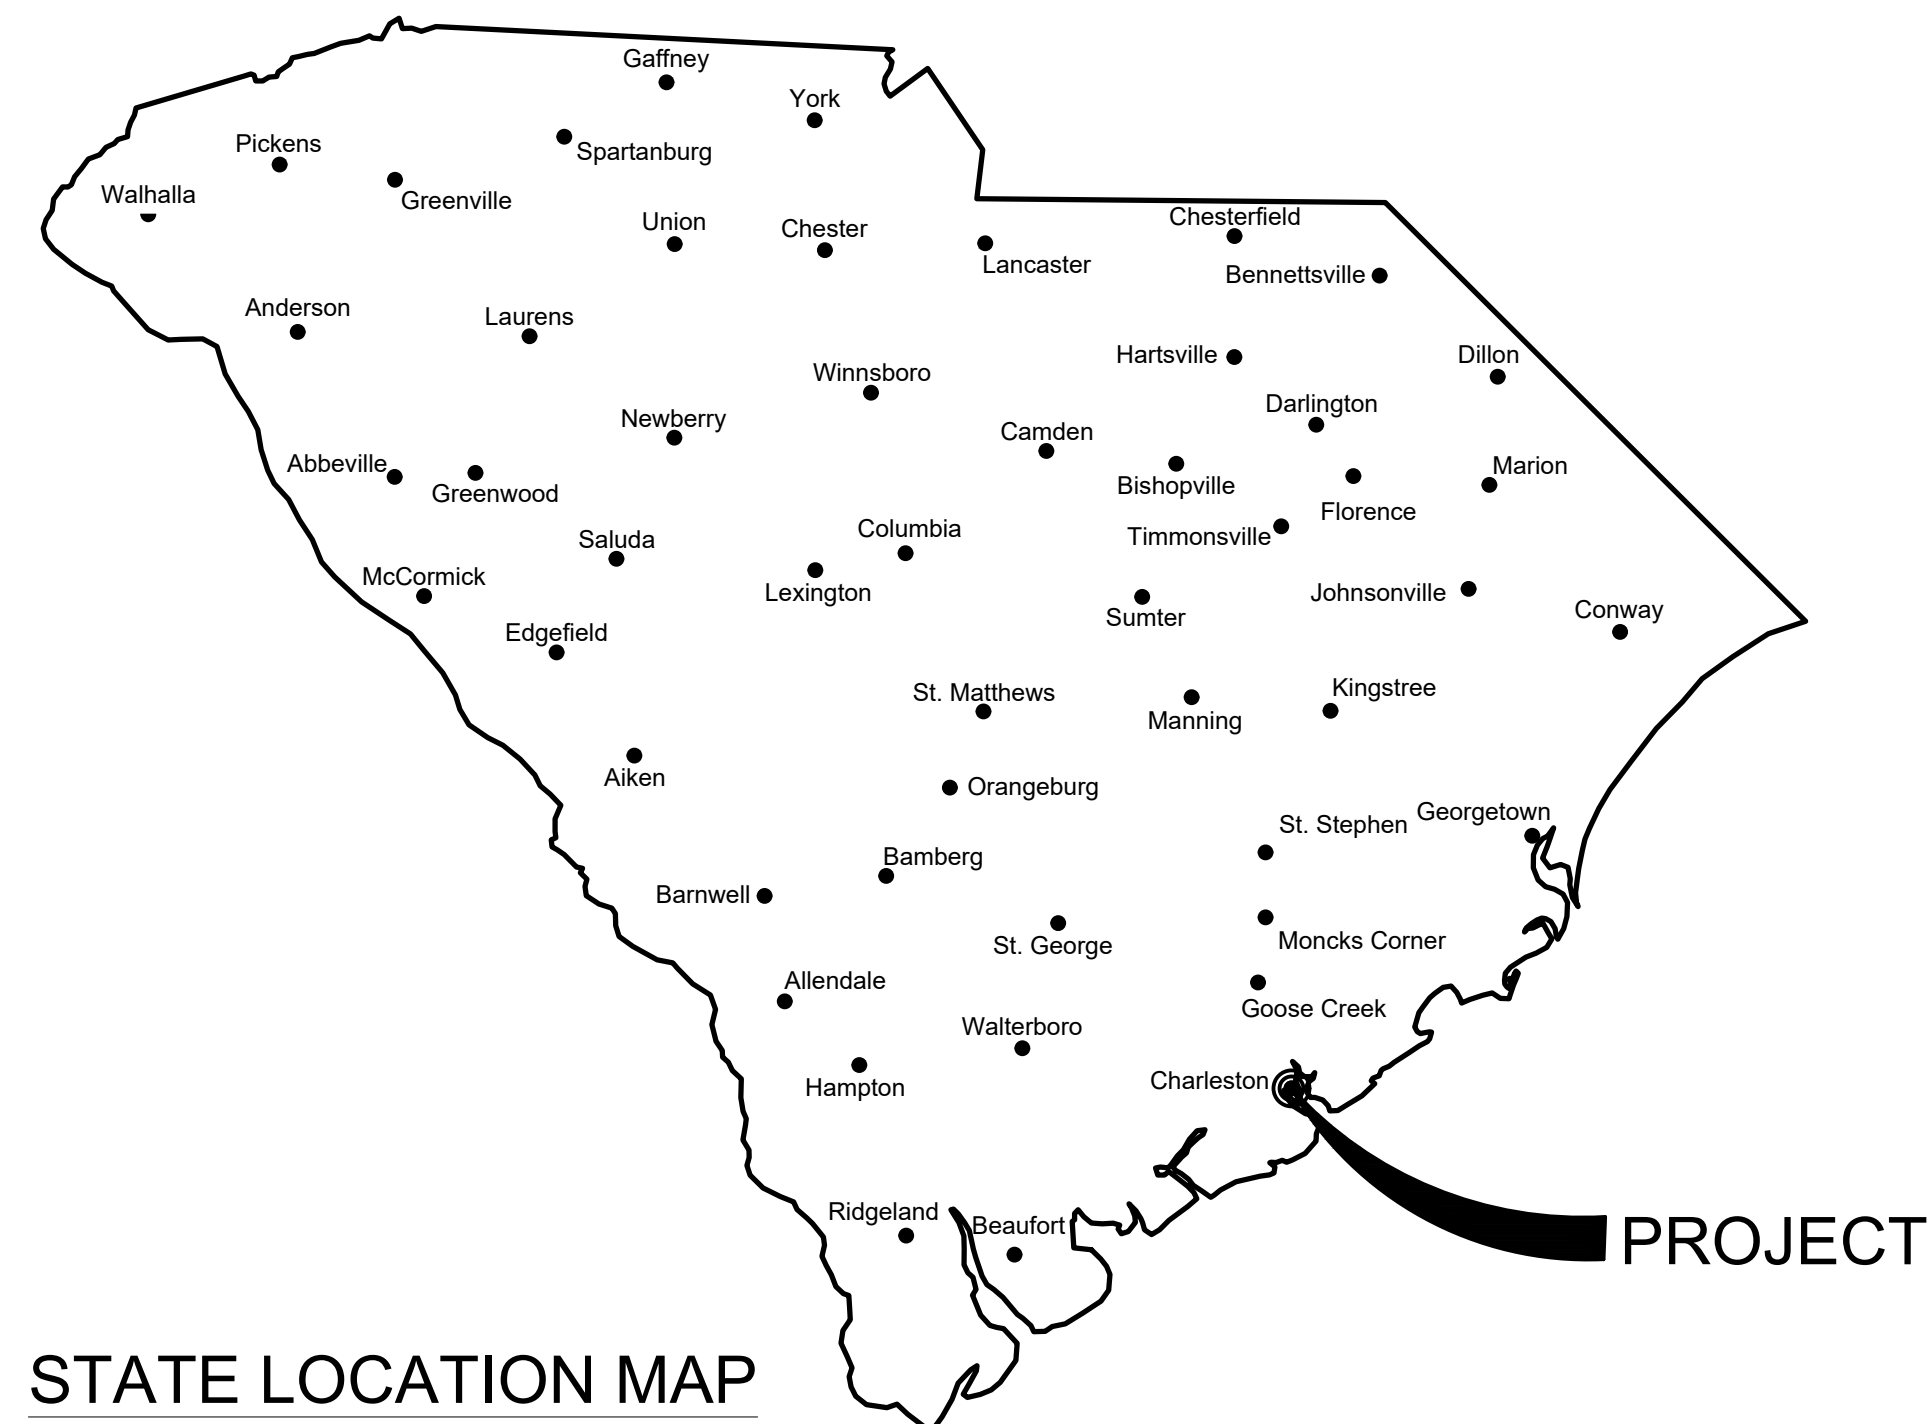 Gaffney
York
Pickens
Spartanburg
Walhalla
Greenville
Union
Chester
Chesterfield
Lancaster
Bennettsville
Anderson
Laurens
Hartsville
Dillon
Winnsboro
Darlington
Newberry
Camden
Abbeville
Greenwood
Bishopville
Marion
Florence
Saluda
Columbia
Timmonsville
McCormick
Lexington
Johnsonville
Sumter
Conway
Edgefield
St. Matthews
Manning
Kingstree
Aiken
Orangeburg
St. Stephen
Georgetown
Bamberg
Barnwell
St. George
Moncks Corner
Allendale
Goose Creek
Walterboro
Hampton
Charleston
Ridgeland
Beaufort
PROJECT
STATE LOCATION MAP